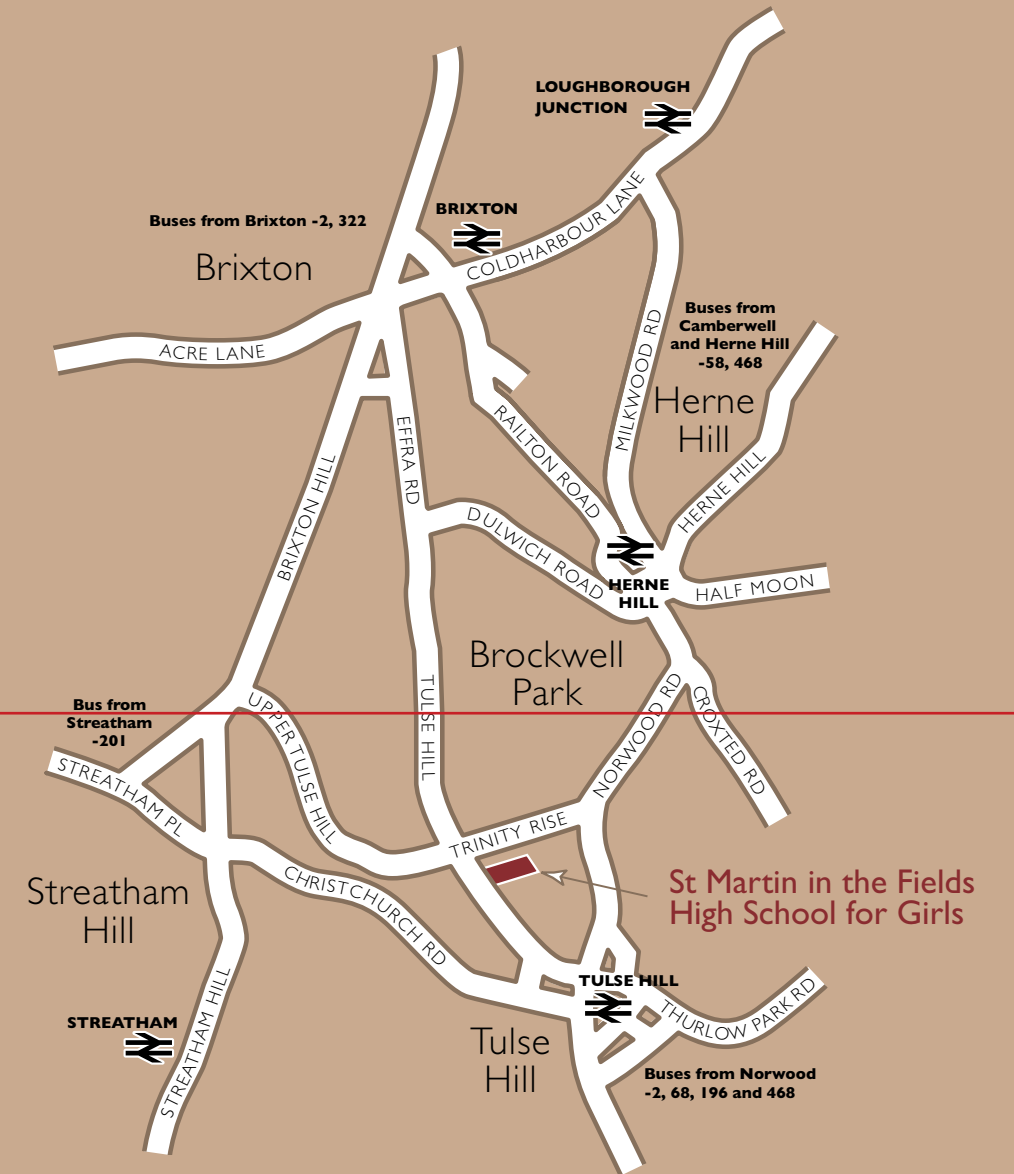 LOUGHBOROUGH
JUNCTION
BRIXTON
Buses from Brixton -2, 322
Brixton
COLDHARBOUR LANE
ACRE LANE
Buses from
Camberwell
and Herne Hill
-58, 468
MILKWOOD RD
Herne
Hill
EFFRA RD
RAILTON ROAD
BRIXTON HILL
HERNE HILL
DULWICH ROAD
HERNE
HILL
HALF MOON
Brockwell
Park
Bus from
Streatham
-201
UPPER TULSE HILL
TULSE HILL
NORWOOD RD
CROXTED RD
STREATHAM PL
TRINITY RISE
St Martin in the Fields
High School for Girls
Streatham
Hill
CHRISTCHURCH RD
TULSE HILL
THURLOW PARK RD
STREATHAM
STREATHAM HILL
Tulse
Hill
Buses from Norwood
-2, 68, 196 and 468